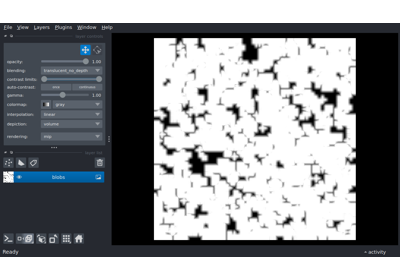 File View Layers Plugins Window Help
opacity: 1.00
blending: translucent_no_depth
contrast limits:
auto-contrast: once continuous
gamma: 1.00
colormap: gray
interpolation: linear
depiction: volume
rendering: mip
blobs
Ready activity